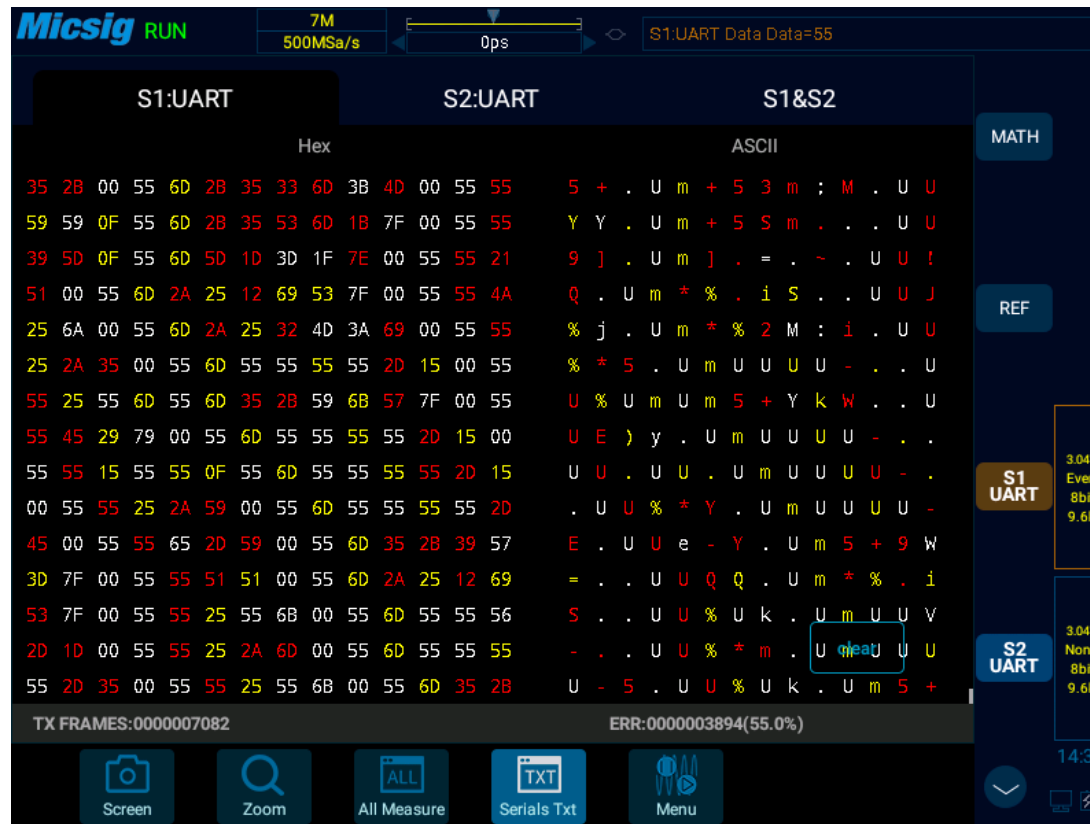 Micsig RUN 7M 500MSa/s 0ps S1:UART Data Data=55
S1:UART S2:UART S1&S2
Hex ASCII
35 2B 00 55 6D 2B 35 33 6D 3B 4D 00 55 55 5 + . U m + 5 3 m ; M . U U
59 59 0F 55 6D 2B 35 53 6D 1B 7F 00 55 55 Y Y . U m + 5 S m . . . U U
39 5D 0F 55 6D 5D 1D 3D 1F 7E 00 55 55 21 9 ] . U m ] . = . ~ . U U !
51 00 55 6D 2A 25 12 69 53 7F 00 55 55 4A Q . U m * % . i S . . U U J
25 6A 00 55 6D 2A 25 32 4D 3A 69 00 55 55 % j . U m * % 2 M : i . U U
25 2A 35 00 55 6D 55 55 55 55 2D 15 00 55 % * 5 . U m U U U U - . . U
55 25 55 6D 55 6D 35 2B 59 6B 57 7F 00 55 U % U m U m 5 + Y k W . . U
55 45 29 79 00 55 6D 55 55 55 55 2D 15 00 U E ) y . U m U U U U - . .
55 55 15 55 55 0F 55 6D 55 55 55 55 2D 15 U U . U U . U m U U U U - .
00 55 55 25 2A 59 00 55 6D 55 55 55 55 2D . U U % * Y . U m U U U U -
45 00 55 55 65 2D 59 00 55 6D 35 2B 39 57 E . U U e - Y . U m 5 + 9 W
3D 7F 00 55 55 51 51 00 55 6D 2A 25 12 69 = . . U U Q Q . U m * % . i
53 7F 00 55 55 25 55 6B 00 55 6D 55 55 56 S . . U U % U k . U m U U V
2D 1D 00 55 55 25 2A 6D 00 55 6D 55 55 55 - . . U U % * m . U m U U U
clear
55 2D 35 00 55 55 25 55 6B 00 55 6D 35 2B U - 5 . U U % U k . U m 5 +
TX FRAMES:0000007082 ERR:0000003894(55.0%)
Screen Zoom ALL All Measure TXT Serials Txt Menu
MATH
REF
S1 UART
3.04
8bi
S2 UART
3.04
Non
8bi